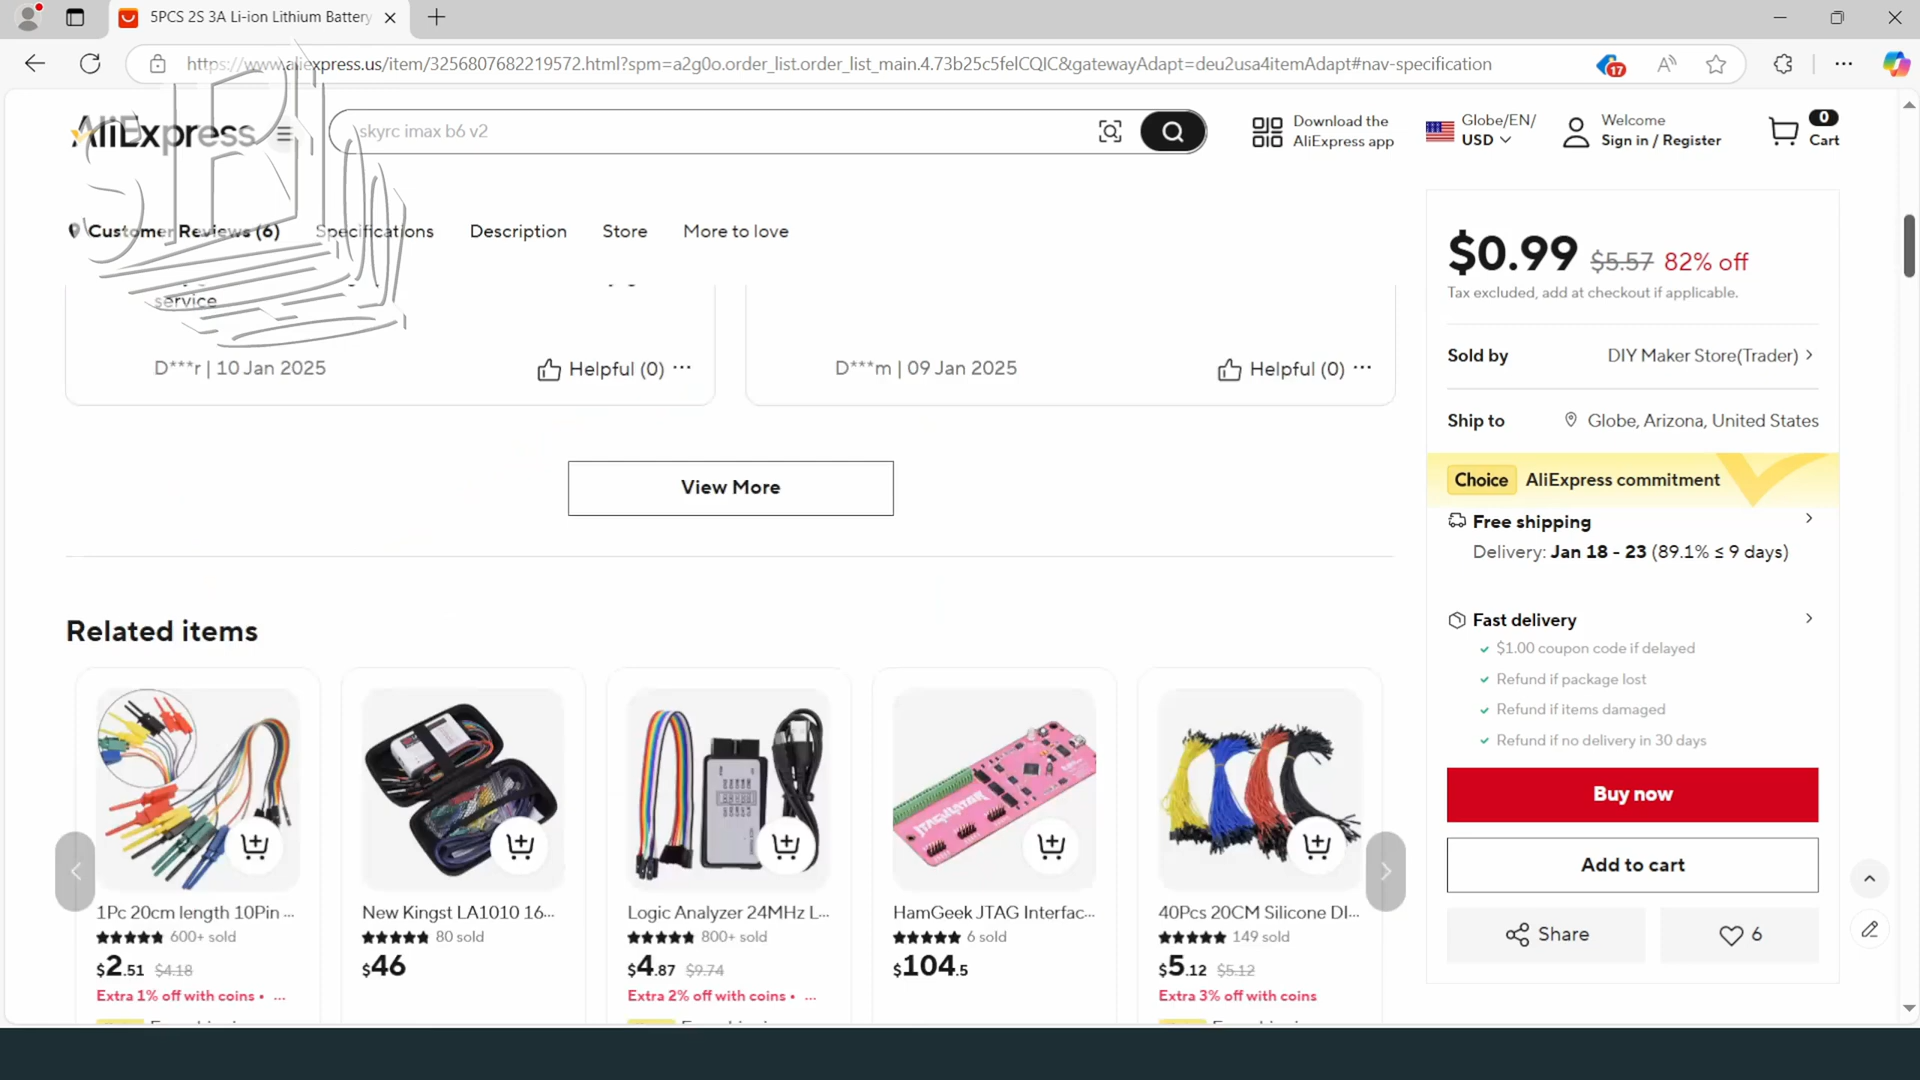 5PCS 2S 3A Li-ion Lithium Battery
https://www.aliexpress.us/item/3256807682219572.html?spm=a2g0o.order_list.order_list_main.4.73b25c5felCQIC&gatewayAdapt=deu2usa4itemAdapt#nav-specification
17
AliExpress
skyrc imax b6 v2
Download the
AliExpress app
Globe/EN/
USD
Welcome
Sign in / Register
0
Cart
Customer Reviews (6)
Specifications
Description
Store
More to love
service
D***r | 10 Jan 2025
Helpful (0)
D***m | 09 Jan 2025
Helpful (0)
View More
Related items
1Pc 20cm length 10Pin ...
600+ sold
$2.51 $4.18
Extra 1% off with coins • ...
New Kingst LA1010 16...
80 sold
$46
Logic Analyzer 24MHz L...
800+ sold
$4.87 $9.74
Extra 2% off with coins • ...
HamGeek JTAG Interfac...
6 sold
$104.5
40Pcs 20CM Silicone DI...
149 sold
$5.12 $5.12
Extra 3% off with coins
$0.99 $5.57 82% off
Tax excluded, add at checkout if applicable.
Sold by
DIY Maker Store(Trader)
Ship to
Globe, Arizona, United States
Choice AliExpress commitment
Free shipping
Delivery: Jan 18 - 23 (89.1% ≤ 9 days)
Fast delivery
$1.00 coupon code if delayed
Refund if package lost
Refund if items damaged
Refund if no delivery in 30 days
Buy now
Add to cart
Share
6